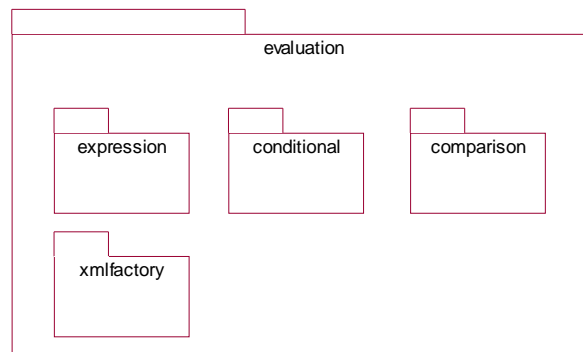 evaluation
expression
conditional
comparison
xmlfactory